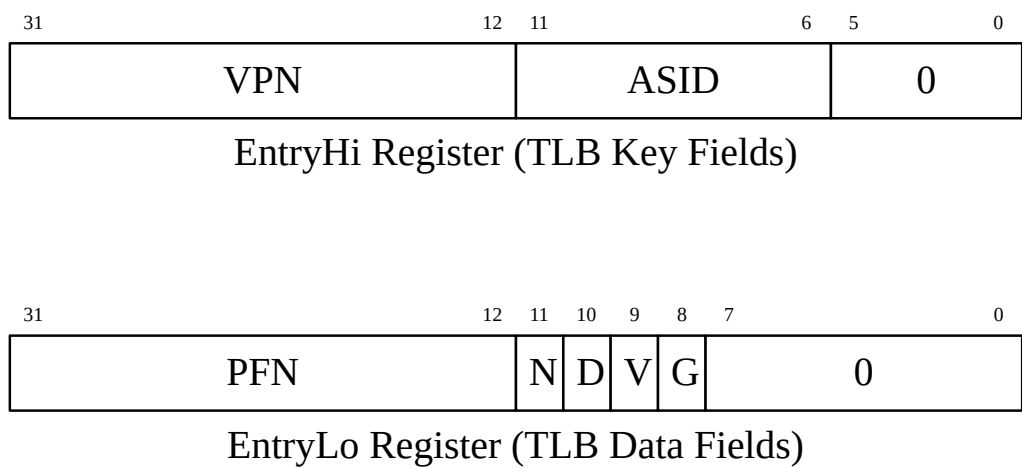 31 12 11 6 5 0
VPN ASID 0
EntryHi Register (TLB Key Fields)
31 12 11 10 9 8 7 0
PFN N D V G 0
EntryLo Register (TLB Data Fields)